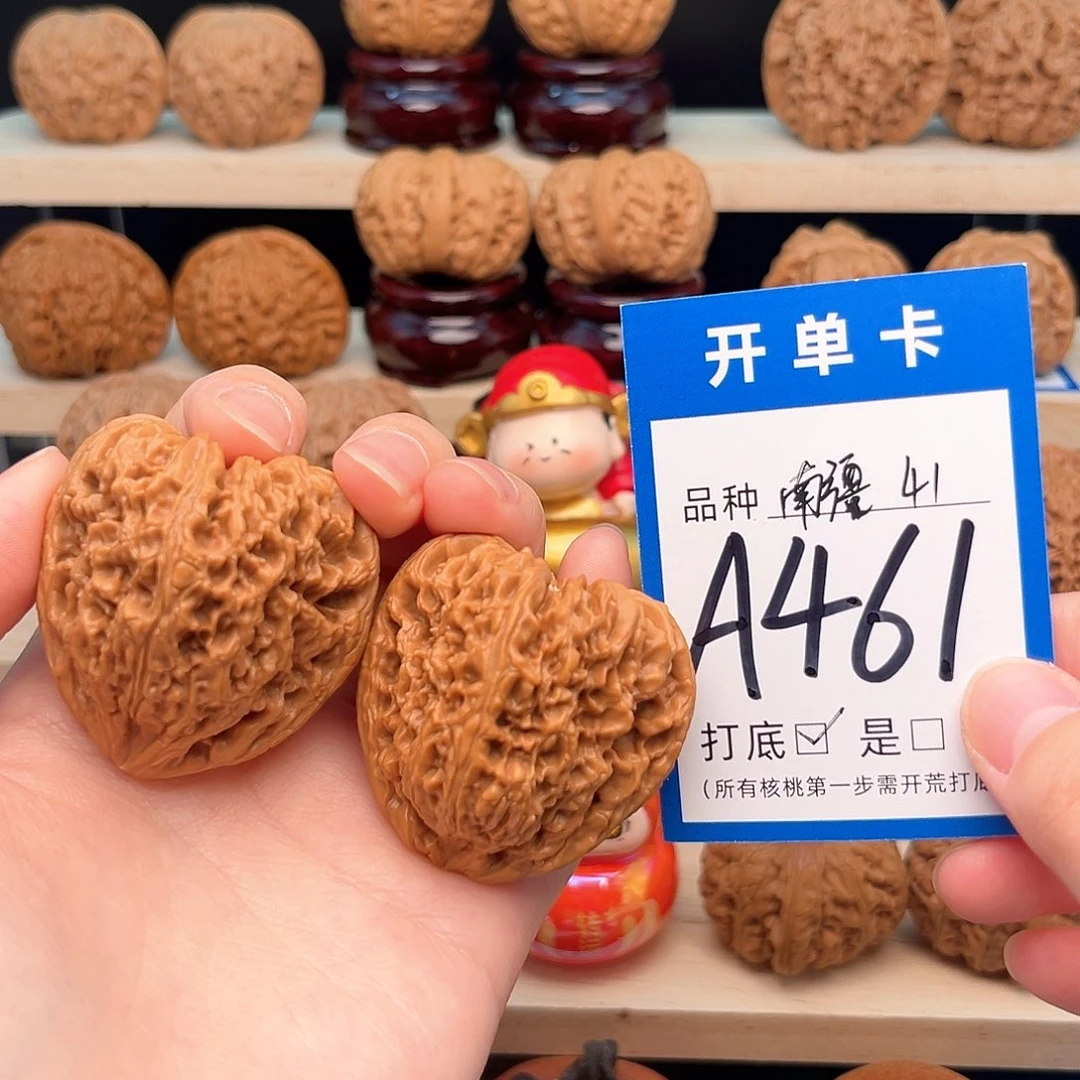 开单卡
品种 南疆 41
A461
打底☑ 是☐
（所有核桃第一步需开荒打底